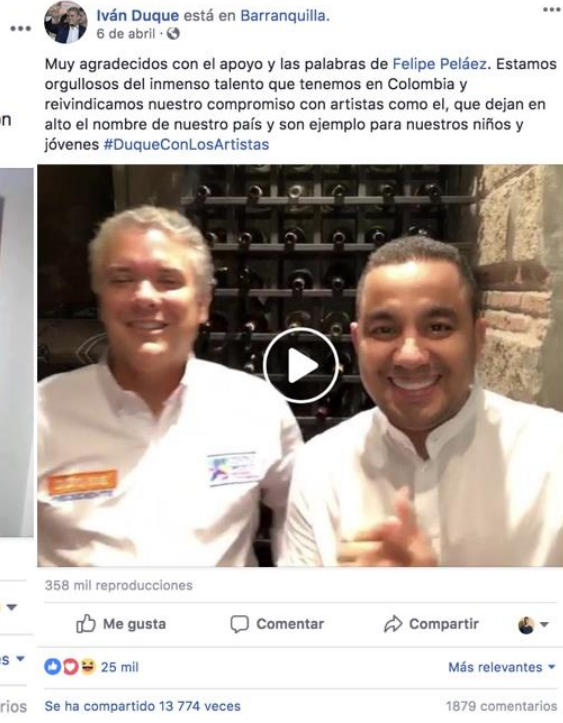 Iván Duque está en Barranquilla.
6 de abril
Muy agradecidos con el apoyo y las palabras de Felipe Peláez. Estamos
orgullosos del inmenso talento que tenemos en Colombia y
reivindicamos nuestro compromiso con artistas como el, que dejan en
alto el nombre de nuestro país y son ejemplo para nuestros niños y
jóvenes #DuqueConLosArtistas
PRESIDENTE
358 mil reproducciones
Me gusta
Comentar
Compartir
25 mil
Más relevantes
Se ha compartido 13 774 veces
1879 comentarios